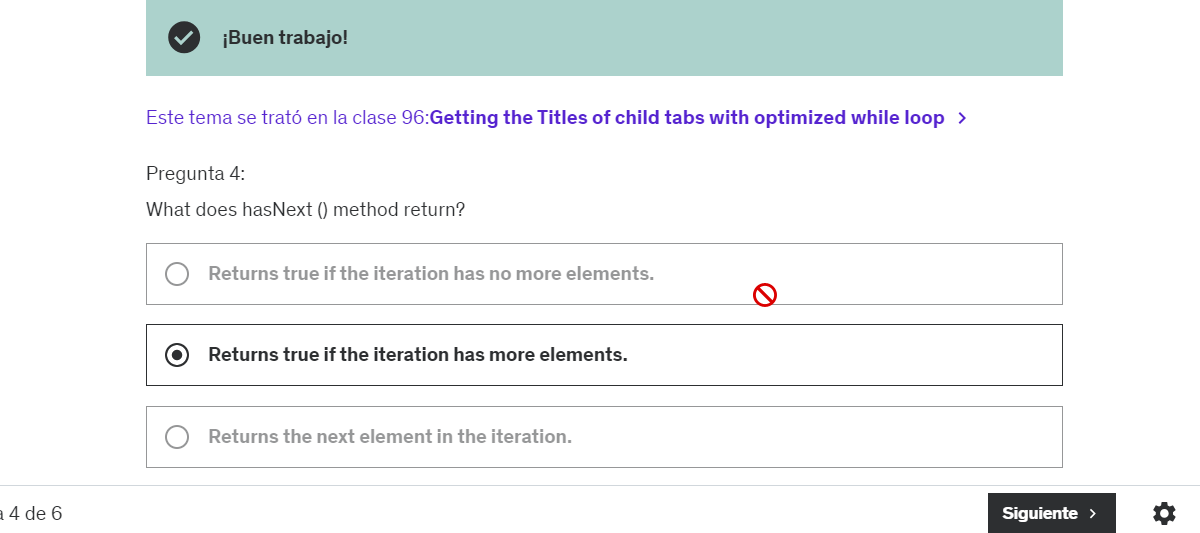 ¡Buen trabajo!
Este tema se trató en la clase 96:Getting the Titles of child tabs with optimized while loop
Pregunta 4:
What does hasNext () method return?
Returns true if the iteration has no more elements.
Returns true if the iteration has more elements.
Returns the next element in the iteration.
a 4 de 6
Siguiente